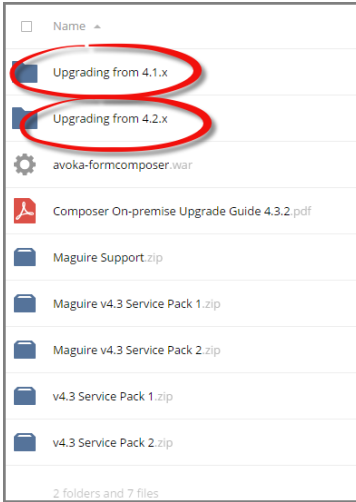 Name
Upgrading from 4.1.x
Upgrading from 4.2.x
avoka-formcomposer.war
Composer On-premise Upgrade Guide 4.3.2.pdf
Maguire Support.zip
Maguire v4.3 Service Pack 1.zip
Maguire v4.3 Service Pack 2.zip
v4.3 Service Pack 1.zip
v4.3 Service Pack 2.zip
2 folders and 7 files